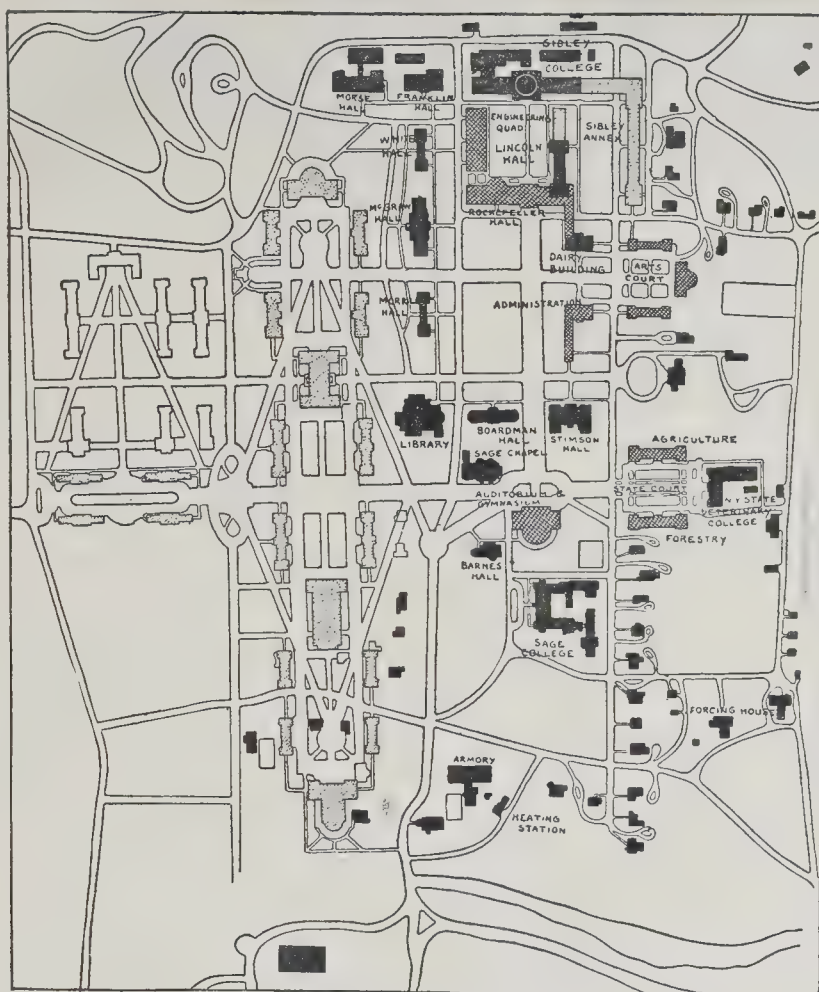 SIBLEY
COLLEGE
MORSE
HALL
FRANKLIN
HALL
ENGINEERING
QUAD.
SIBLEY
ANNEX
WHITE
HALL
LINCOLN
HALL
McGRAW
HALL
ROCKEFELLER
HALL
DAIRY
BUILDING
ARTS
COURT
MORRILL
HALL
ADMINISTRATION
LIBRARY
BOARDMAN
HALL
STIMSON
HALL
AGRICULTURE
SAGE CHAPEL
STATE COURT
AUDITORIUM &
GYMNASIUM
N.Y. STATE
VETERINARY
COLLEGE
FORESTRY
BARNES
HALL
SAGE
COLLEGE
FORCING HOUSE
ARMORY
HEATING
STATION